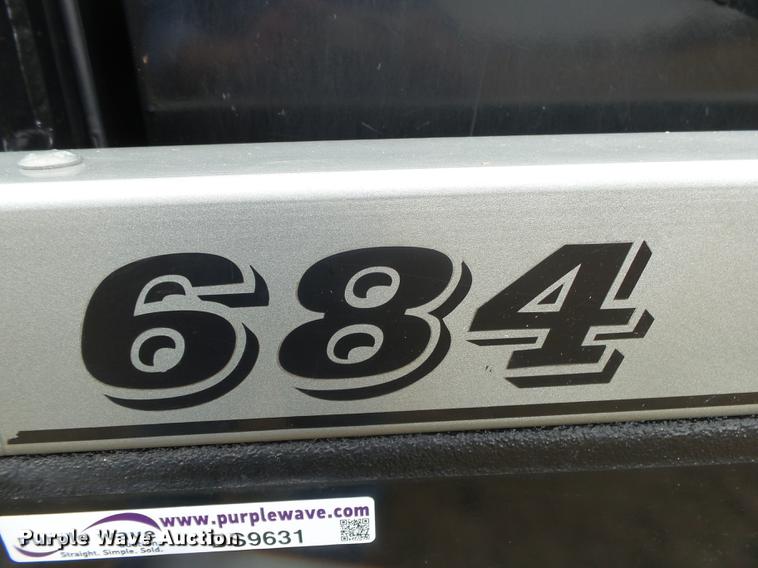 684
www.purplewave.com
Purple Wave Auction
9631
Straight. Simple. Sold.